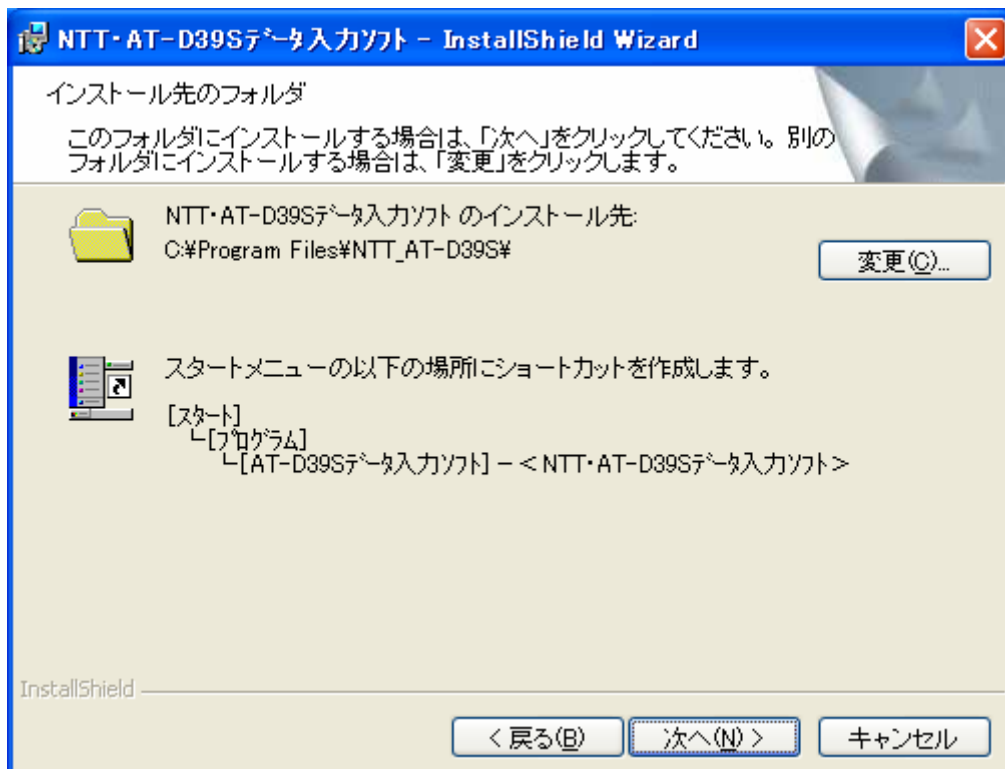 NTT・AT-D39Sﾃﾞｰﾀ入力ｿﾌﾄ - InstallShield Wizard
インストール先のフォルダ
このフォルダにインストールする場合は、「次へ」をクリックしてください。別の
フォルダにインストールする場合は、「変更」をクリックします。
NTT・AT-D39Sﾃﾞｰﾀ入力ｿﾌﾄ のインストール先:
C:¥Program Files¥NTT_AT-D39S¥
変更(C)...
スタートメニューの以下の場所にショートカットを作成します。
[ｽﾀｰﾄ]
└[ﾌﾟﾛｸﾞﾗﾑ]
└[AT-D39Sﾃﾞｰﾀ入力ｿﾌﾄ] － ＜NTT・AT-D39Sﾃﾞｰﾀ入力ｿﾌﾄ＞
InstallShield
< 戻る(B)
次へ(N) >
キャンセル